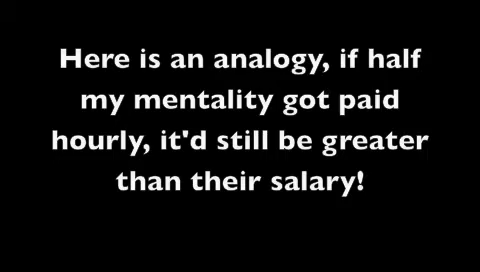 Here is an analogy, if half
my mentality got paid
hourly, it'd still be greater
than their salary!